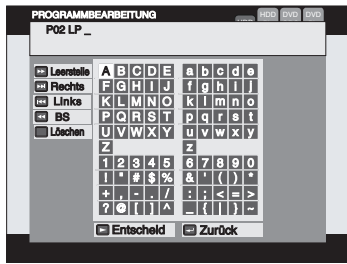 PROGRAMMBEARBEITUNG
HDD DVD DVD
P02 LP _
Leerstelle
Rechts
Links
BS
Löschen
A B C D E a b c d e
F G H I J f g h i j
K L M N O k l m n o
P Q R S T p q r s t
U V W X Y u v w x y
Z z
1 2 3 4 5 6 7 8 9 0
! " # $ % & ' ( ) *
+ , - . / : ; < = >
? @ [ ] ^ _ { | } ~
Entscheid Zurück